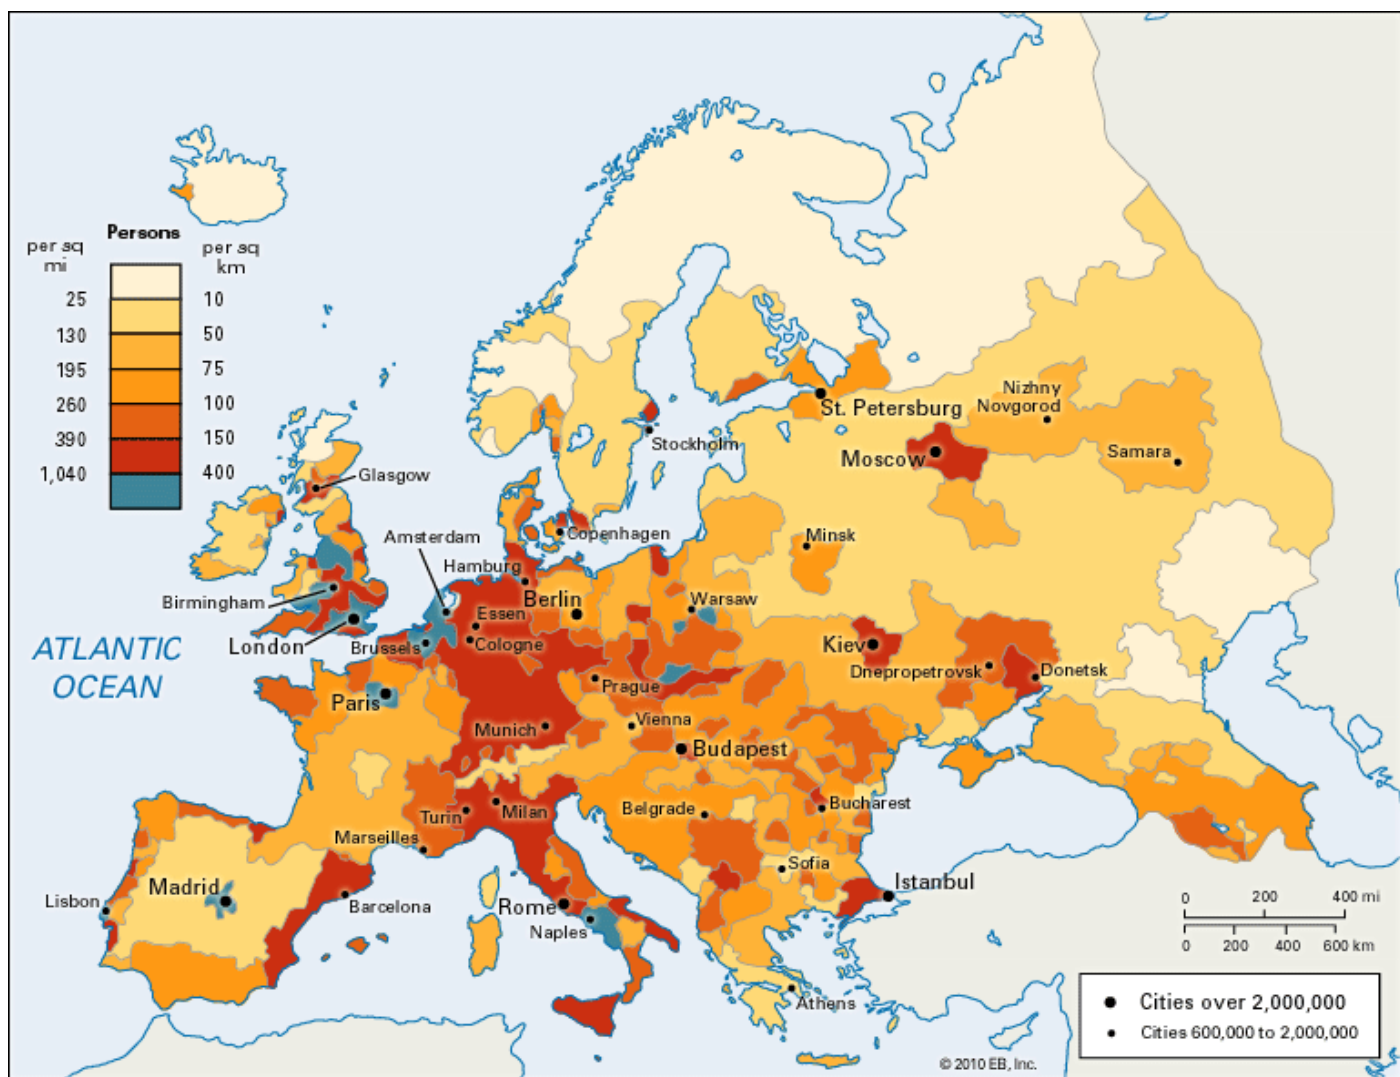 Persons
per sq
mi
per sq
km
25
10
130
50
195
75
260
100
390
150
1,040
400
ATLANTIC
OCEAN
Glasgow
Amsterdam
Hamburg
Birmingham
London
Brussels
Essen
Cologne
Berlin
Copenhagen
Stockholm
St. Petersburg
Nizhny
Novgorod
Moscow
Samara
Minsk
Warsaw
Kiev
Dnepropetrovsk
Donetsk
Paris
Prague
Munich
Vienna
Budapest
Turin
Milan
Belgrade
Bucharest
Marseilles
Sofia
Madrid
Lisbon
Barcelona
Rome
Naples
Istanbul
Athens
0 200 400 mi
0 200 400 600 km
Cities over 2,000,000
Cities 600,000 to 2,000,000
© 2010 EB, Inc.